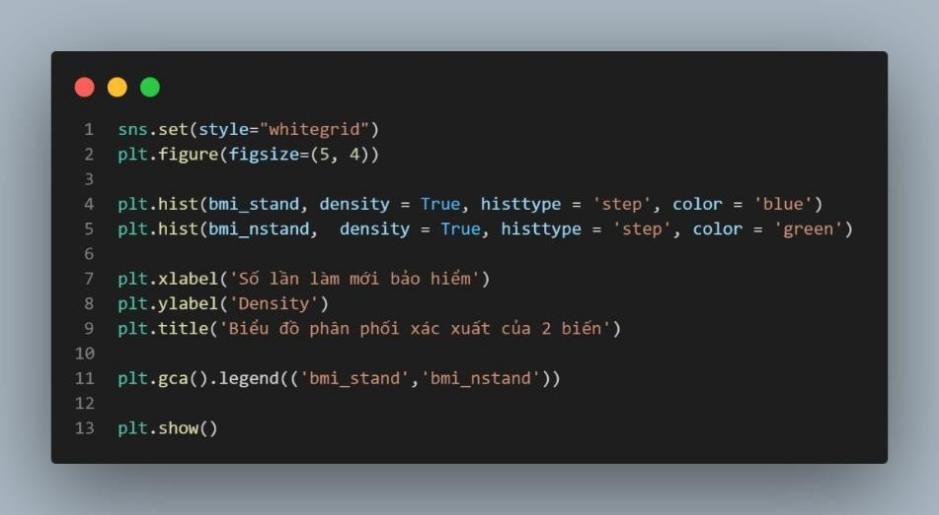 1 sns.set(style="whitegrid")
2 plt.figure(figsize=(5, 4))
3
4 plt.hist(bmi_stand, density = True, histtype = 'step', color = 'blue')
5 plt.hist(bmi_nstand,  density = True, histtype = 'step', color = 'green')
6
7 plt.xlabel('Số lần làm mới bảo hiểm')
8 plt.ylabel('Density')
9 plt.title('Biểu đồ phân phối xác xuất của 2 biến')
10
11 plt.gca().legend(('bmi_stand','bmi_nstand'))
12
13 plt.show()